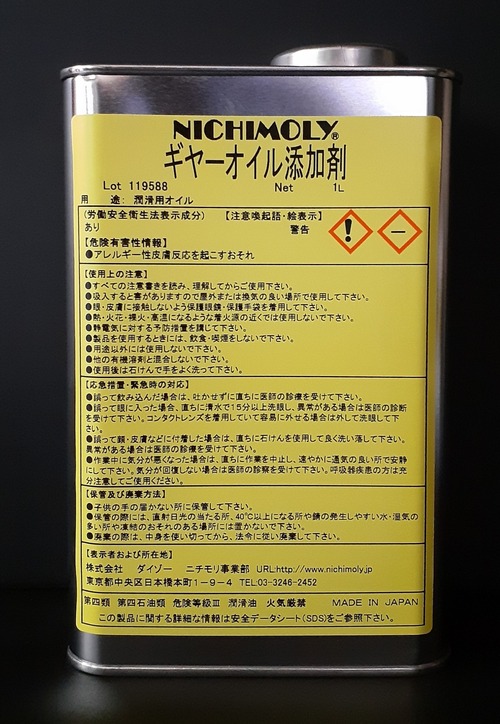 NICHIMOLY®
ギヤーオイル添加剤
Lot 119588 Net 1L
用 途: 潤滑用オイル
(労働安全衛生法表示成分) 【注意喚起語・絵表示】
あり 警告
【危険有害性情報】
●アレルギー性皮膚反応を起こすおそれ
【使用上の注意】
●すべての注意書きを読み、理解してからご使用下さい。
●吸入すると害がありますので屋外または換気の良い場所で使用して下さい。
●眼・皮膚に接触しないよう保護眼鏡・保護手袋を着用して下さい。
●熱・火花・裸火・高温になるような着火源の近くでは使用しないで下さい。
●静電気に対する予防措置を講じて下さい。
●製品を使用するときには、飲食・喫煙をしないで下さい。
●用途以外には使用しないで下さい。
●他の有機溶剤と混合しないで下さい。
●使用後は石けんで手をよく洗って下さい。
【応急措置・緊急時の対応】
●誤って飲み込んだ場合は、吐かせずに直ちに医師の診療を受けて下さい。
●誤って眼に入った場合、直ちに清水で15分以上洗眼し、異常がある場合は医師の診断
を受けて下さい。コンタクトレンズを着用していて容易に外せる場合は外して洗眼して下
さい。
●誤って顔・皮膚などに付着した場合は、直ちに石けんを使用して良く洗い落して下さい。
異常がある場合は医師の診療を受けて下さい。
●作業中に気分が悪くなった場合は、直ちに作業を中止し、速やかに通気の良い所で安静
にして下さい。気分が回復しない場合は医師の診察を受けて下さい。呼吸器疾患の方は充
分注意してご使用ください。
【保管及び廃棄方法】
●子供の手の届かない所に保管して下さい。
●保管の際には、直射日光の当たる所、40℃以上になる所や錆の発生しやすい水・湿気の
多い所や凍結のおそれのある場所には置かないで下さい。
●廃棄の際は、中身を使い切ってから、法令に従い廃棄して下さい。
【表示者および所在地】
株式会社 ダイゾー ニチモリ事業部 URL:http://www.nichimoly.jp
東京都中央区日本橋本町1－9－4 TEL:03-3246-2452
第四類 第四石油類 危険等級Ⅲ 潤滑油 火気厳禁 MADE IN JAPAN
この製品に関する詳細な情報は安全データシート(SDS)をご参照下さい。